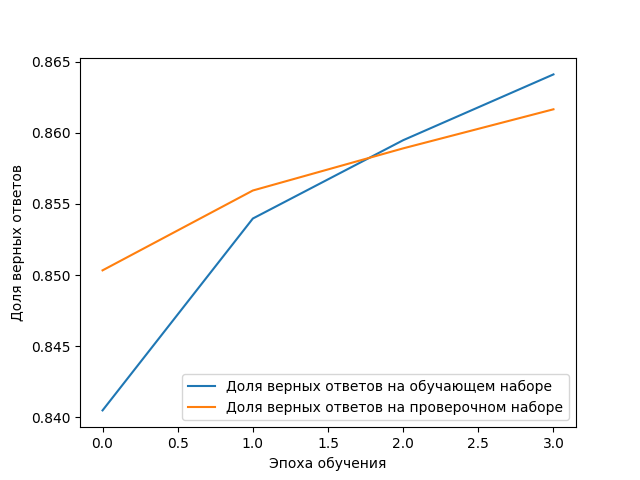 0.865
0.860
0.855
0.850
0.845
0.840
Доля верных ответов
Доля верных ответов на обучающем наборе
Доля верных ответов на проверочном наборе
0.0 0.5 1.0 1.5 2.0 2.5 3.0
Эпоха обучения